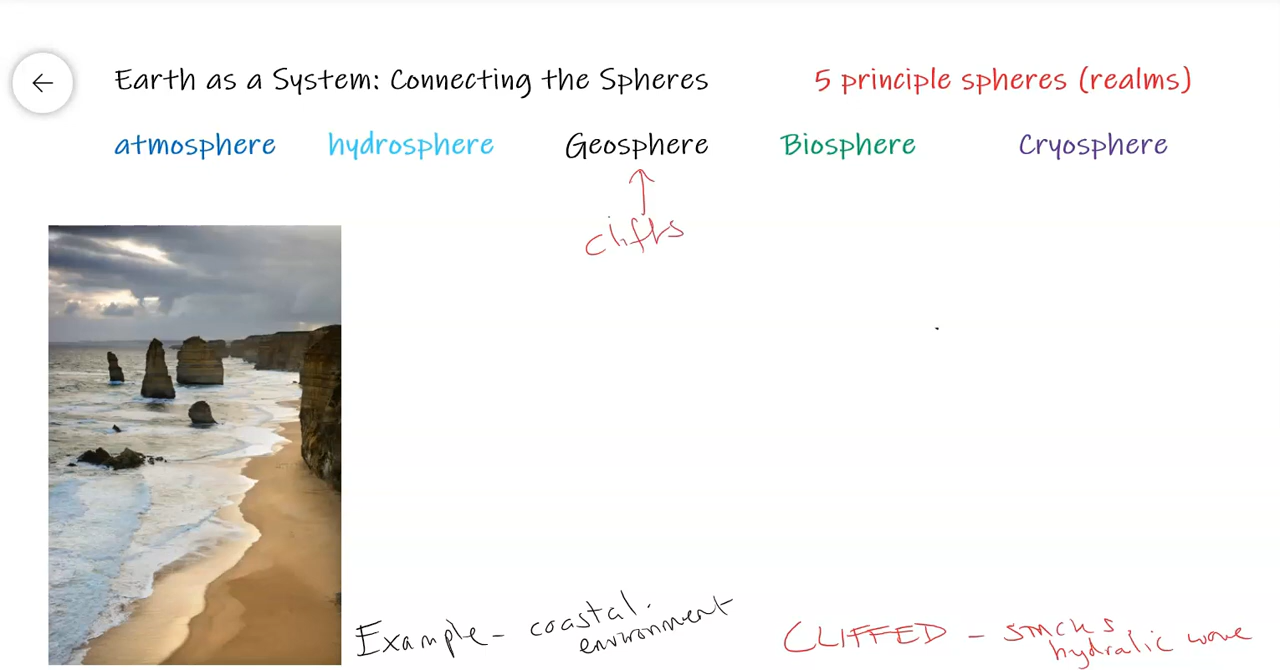 Earth as a System: Connecting the Spheres
5 principle spheres (realms)
atmosphere hydrosphere Geosphere Biosphere Cryosphere
cliffs
Example - coastal
environment
CLIFFED - stacks
hydralic wave